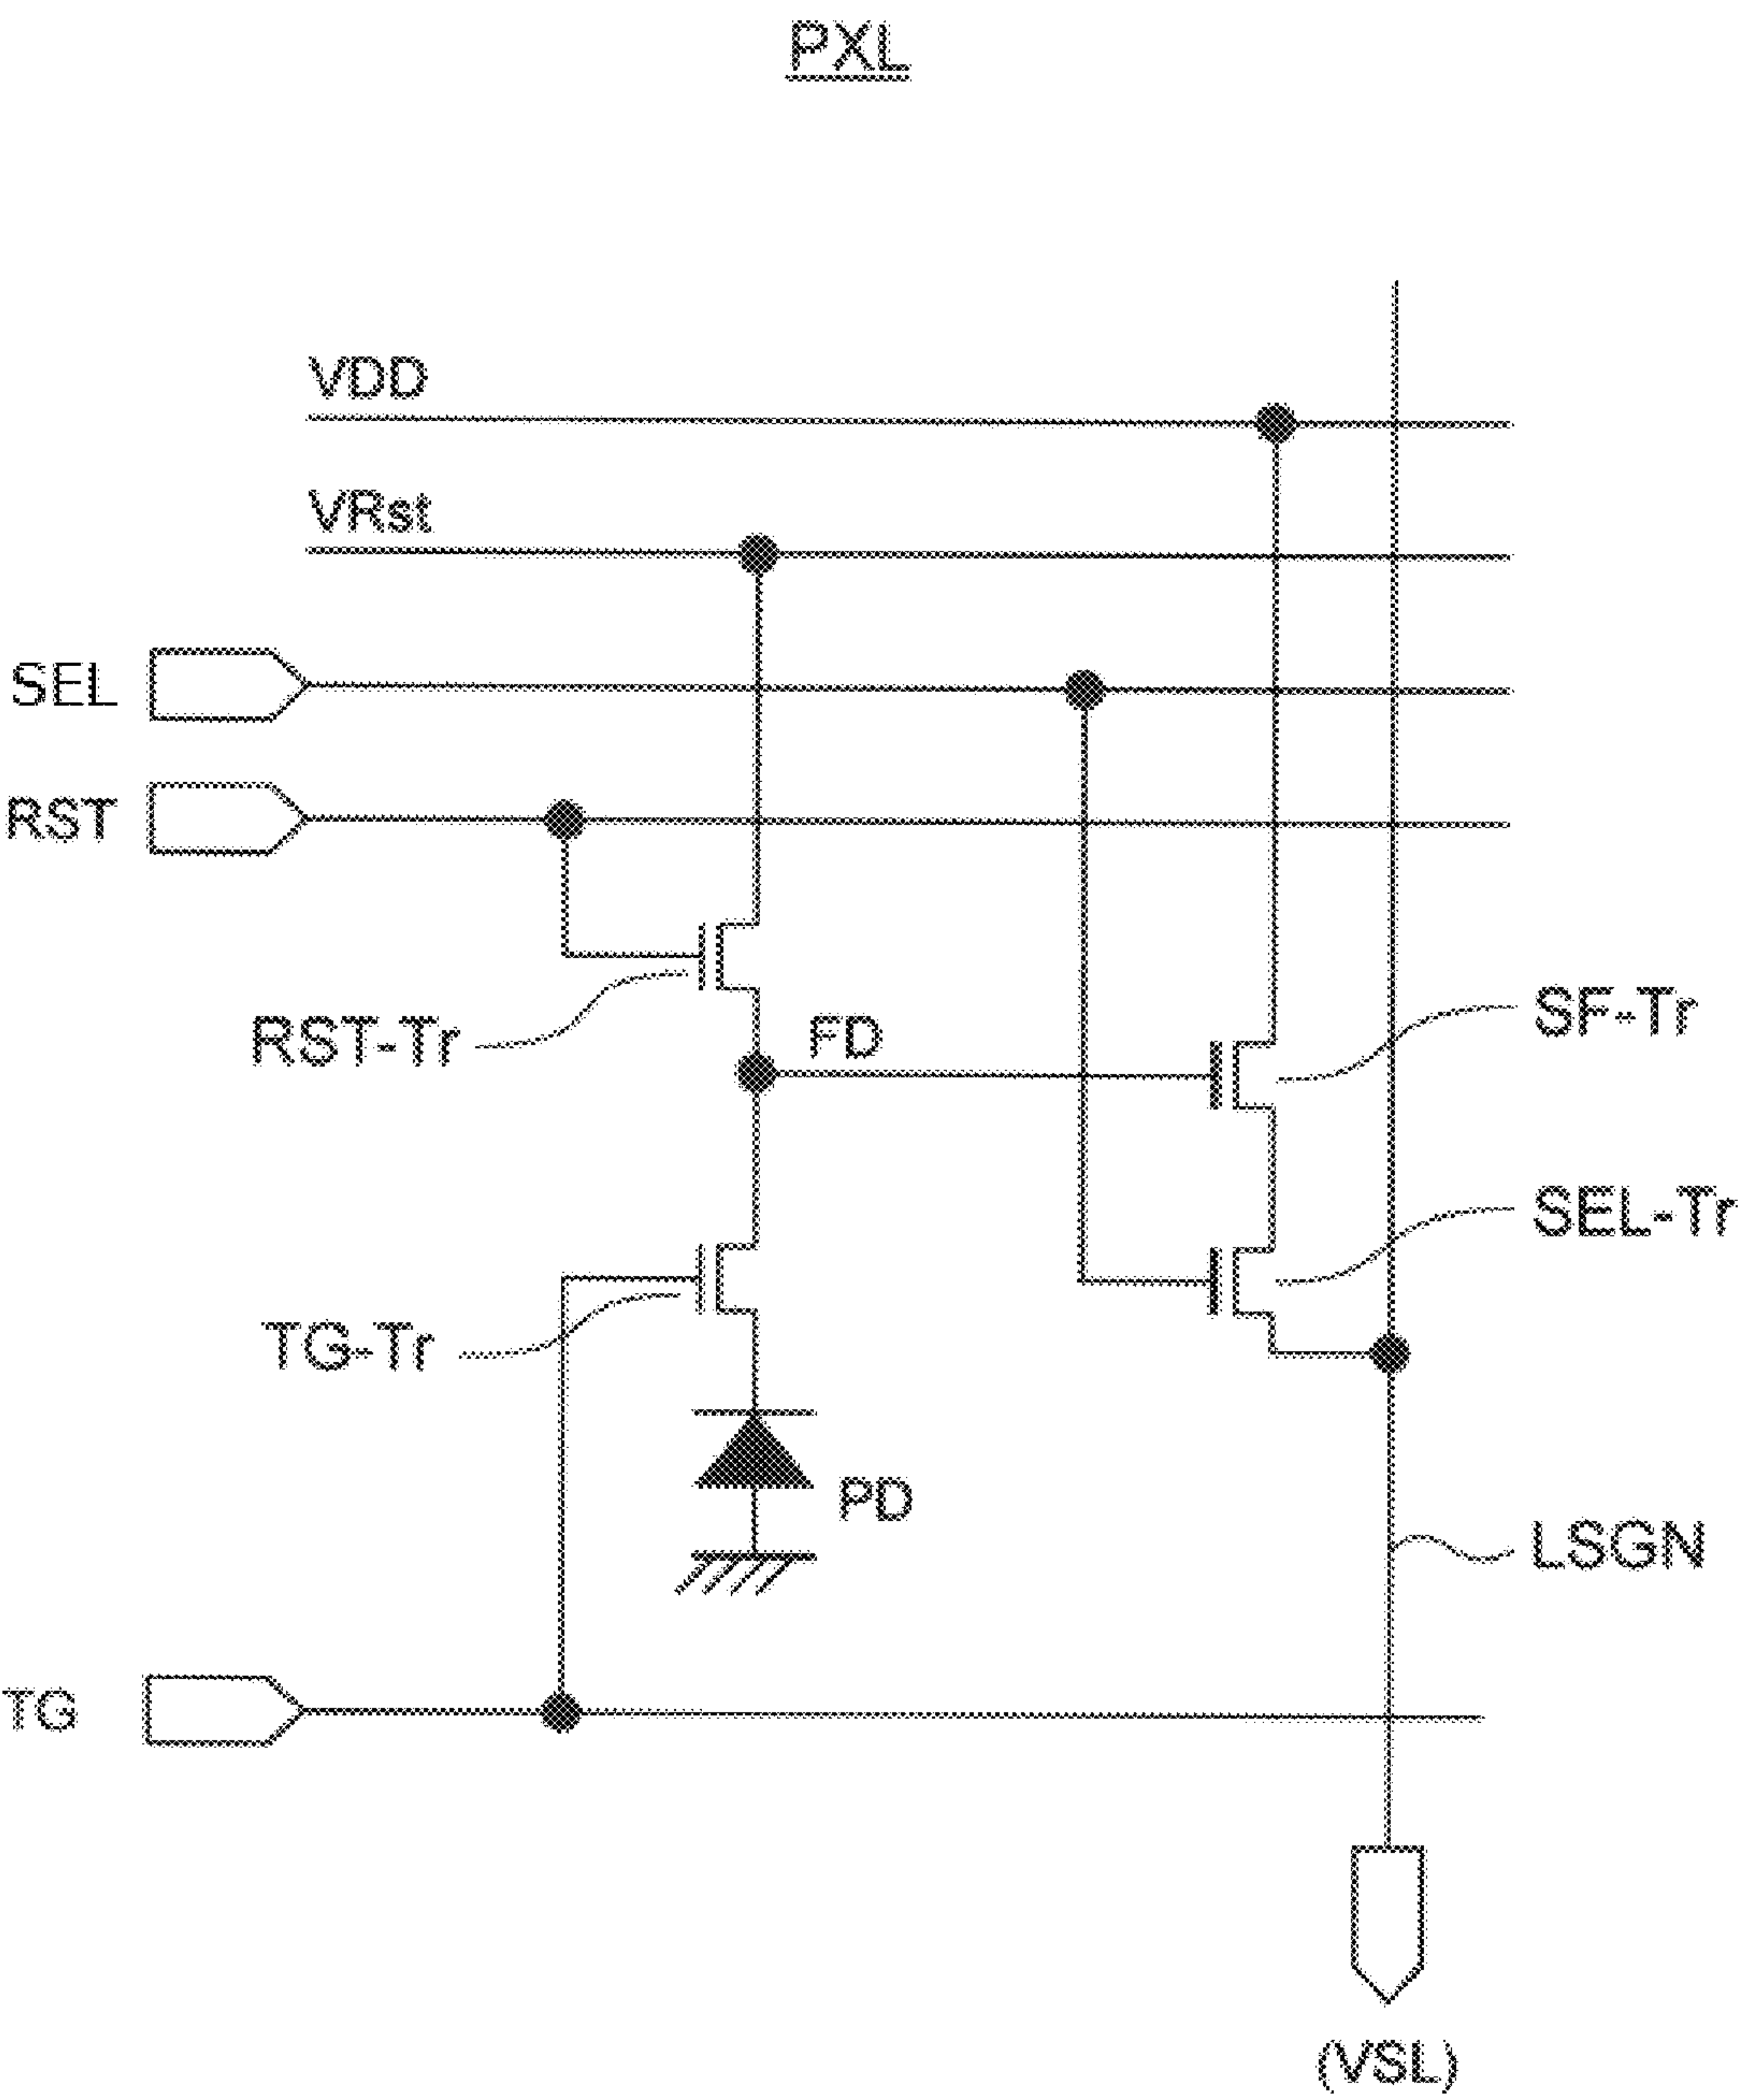 PXL
VDD
VRst
SEL
RST
SF-Tr
RST-Tr
FD
SEL-Tr
TG-Tr
PD
LSGN
TG
(VSL)